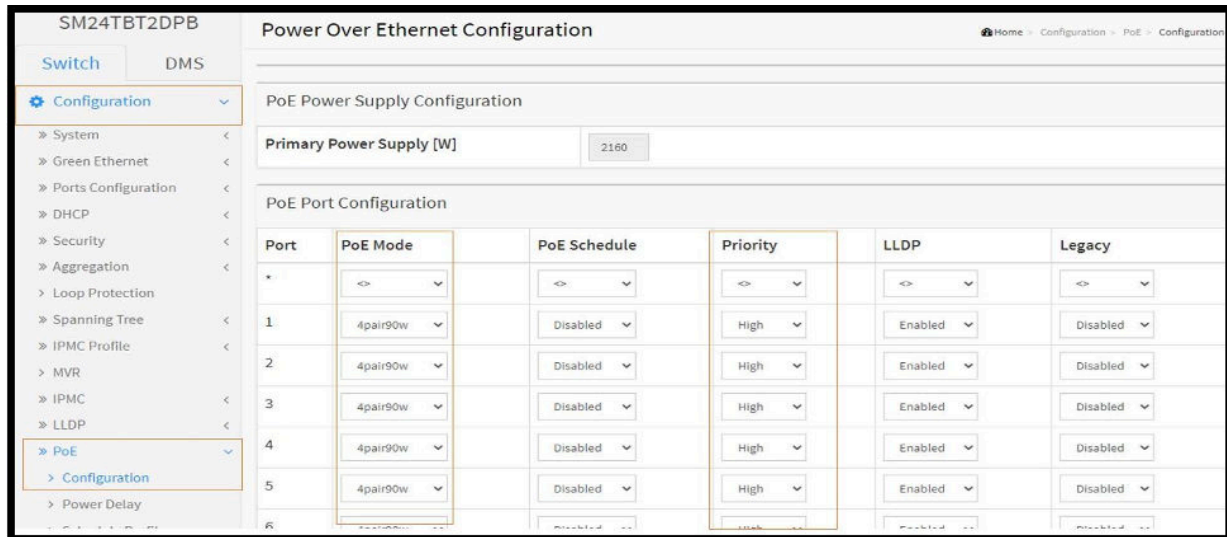 SM24TBT2DPB
Switch DMS
Configuration
» System
» Green Ethernet
» Ports Configuration
» DHCP
» Security
» Aggregation
> Loop Protection
» Spanning Tree
» IPMC Profile
> MVR
» IPMC
» LLDP
» PoE
> Configuration
> Power Delay
Power Over Ethernet Configuration
Home > Configuration > PoE > Configuration
PoE Power Supply Configuration
Primary Power Supply [W] 2160
PoE Port Configuration
Port PoE Mode PoE Schedule Priority LLDP Legacy
* <> <> <> <> <>
1 4pair90w Disabled High Enabled Disabled
2 4pair90w Disabled High Enabled Disabled
3 4pair90w Disabled High Enabled Disabled
4 4pair90w Disabled High Enabled Disabled
5 4pair90w Disabled High Enabled Disabled